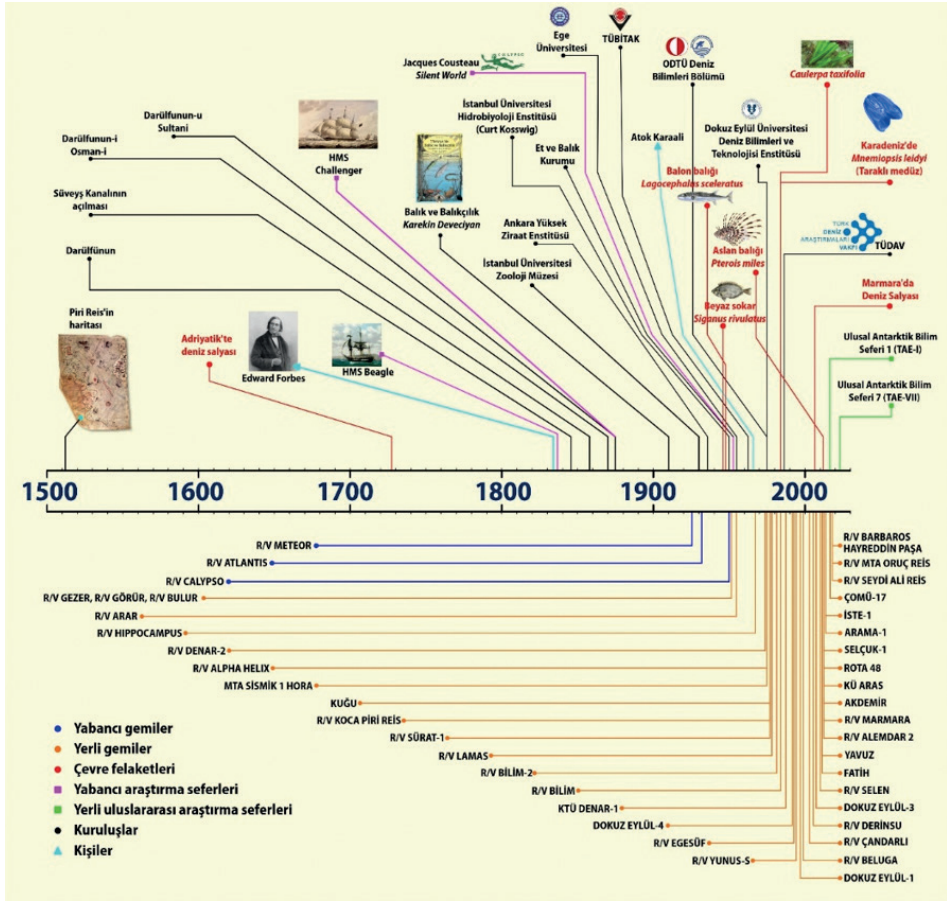 Ege
Üniversitesi
TÜBİTAK
ODTÜ Deniz
Bilimleri Bölümü
Caulerpa taxifolia
Jacques Cousteau
Silent World
Darülfunun-u
Sultani
Darülfunun-i
Osman-i
HMS
Challenger
İstanbul Üniversitesi
Hidrobiyoloji Enstitüsü
(Curt Kosswig)
Et ve Balık
Kurumu
Atok Karaali
Dokuz Eylül Üniversitesi
Deniz Bilimleri ve
Teknolojisi Enstitüsü
Karadeniz'de
Mnemiopsis leidyi
(Taraklı medüz)
Balon balığı
Lagocephalus sceleratus
Süveyş Kanalının
açılması
Balık ve Balıkçılık
Karekin Deveciyan
Ankara Yüksek
Ziraat Enstitüsü
TÜRK
DENİZ
ARAŞTIRMALARI
VAKFI
TÜDAV
Darülfünun
İstanbul Üniversitesi
Zooloji Müzesi
Aslan balığı
Pterois miles
Marmara'da
Deniz Salyası
Piri Reis'in
haritası
Adriyatik'te
deniz salyası
Edward Forbes
HMS Beagle
Beyaz sokar
Siganus rivulatus
Ulusal Antarktik Bilim
Seferi 1 (TAE-I)
Ulusal Antarktik Bilim
Seferi 7 (TAE-VII)
1500 1600 1700 1800 1900 2000
R/V METEOR
R/V ATLANTIS
R/V CALYPSO
R/V GEZER, R/V GÖRÜR, R/V BULUR
R/V ARAR
R/V HIPPOCAMPUS
R/V DENAR-2
R/V ALPHA HELIX
MTA SİSMİK 1 HORA
KUĞU
R/V KOCA PİRİ REİS
R/V SÜRAT-1
R/V LAMAS
R/V BİLİM-2
R/V BİLİM
KTÜ DENAR-1
DOKUZ EYLÜL-4
R/V EGESÜF
R/V YUNUS-S
R/V BARBAROS
HAYREDDİN PAŞA
R/V MTA ORUÇ REİS
R/V SEYDİ ALİ REİS
ÇOMÜ-17
İSTE-1
ARAMA-1
SELÇUK-1
ROTA 48
KÜ ARAS
AKDEMİR
R/V MARMARA
R/V ALEMDAR 2
YAVUZ
FATİH
R/V SELEN
DOKUZ EYLÜL-3
R/V DERİNSU
R/V ÇANDARLI
R/V BELUGA
DOKUZ EYLÜL-1
Yabancı gemiler
Yerli gemiler
Çevre felaketleri
Yabancı araştırma seferleri
Yerli uluslararası araştırma seferleri
Kuruluşlar
Kişiler